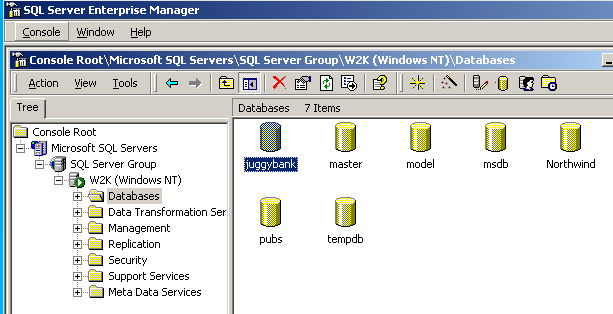 SQL Server Enterprise Manager
Console Window Help
Console Root\Microsoft SQL Servers\SQL Server Group\W2K (Windows NT)\Databases
Action View Tools
Tree
Databases 7 Items
Console Root
Microsoft SQL Servers
SQL Server Group
W2K (Windows NT)
Databases
Data Transformation Ser
Management
Replication
Security
Support Services
Meta Data Services
juggybank master model msdb Northwind
pubs tempdb